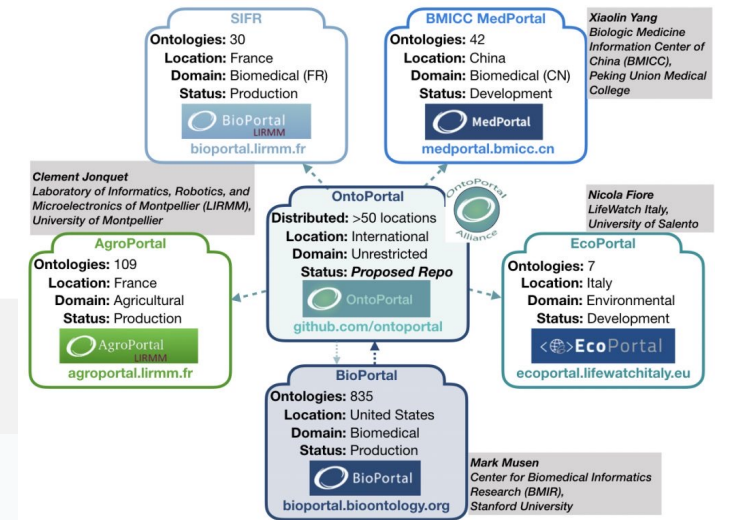 SIFR
Ontologies: 30
Location: France
Domain: Biomedical (FR)
Status: Production
BioPortal
LIRMM
bioportal.lirmm.fr
BMICC MedPortal
Ontologies: 42
Location: China
Domain: Biomedical (CN)
Status: Development
MedPortal
medportal.bmicc.cn
Xiaolin Yang
Biologic Medicine
Information Center of
China (BMICC),
Peking Union Medical
College
Clement Jonquet
Laboratory of Informatics, Robotics, and
Microelectronics of Montpellier (LIRMM),
University of Montpellier
OntoPortal
Distributed: >50 locations
Location: International
Domain: Unrestricted
Status: Proposed Repo
OntoPortal
github.com/ontoportal
OntoPortal
Alliance
Nicola Fiore
LifeWatch Italy,
University of Salento
AgroPortal
Ontologies: 109
Location: France
Domain: Agricultural
Status: Production
AgroPortal
LIRMM
agroportal.lirmm.fr
EcoPortal
Ontologies: 7
Location: Italy
Domain: Environmental
Status: Development
<>EcoPortal
ecoportal.lifewatchitaly.eu
BioPortal
Ontologies: 835
Location: United States
Domain: Biomedical
Status: Production
BioPortal
bioportal.bioontology.org
Mark Musen
Center for Biomedical Informatics
Research (BMIR),
Stanford University